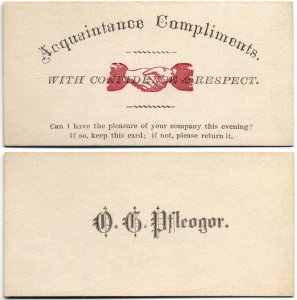 Acquaintance Compliments.
WITH CONFIDENCE & RESPECT.
Can I have the pleasure of your company this evening?
If so, keep this card; if not, please return it.
O. G. Pfleogor.